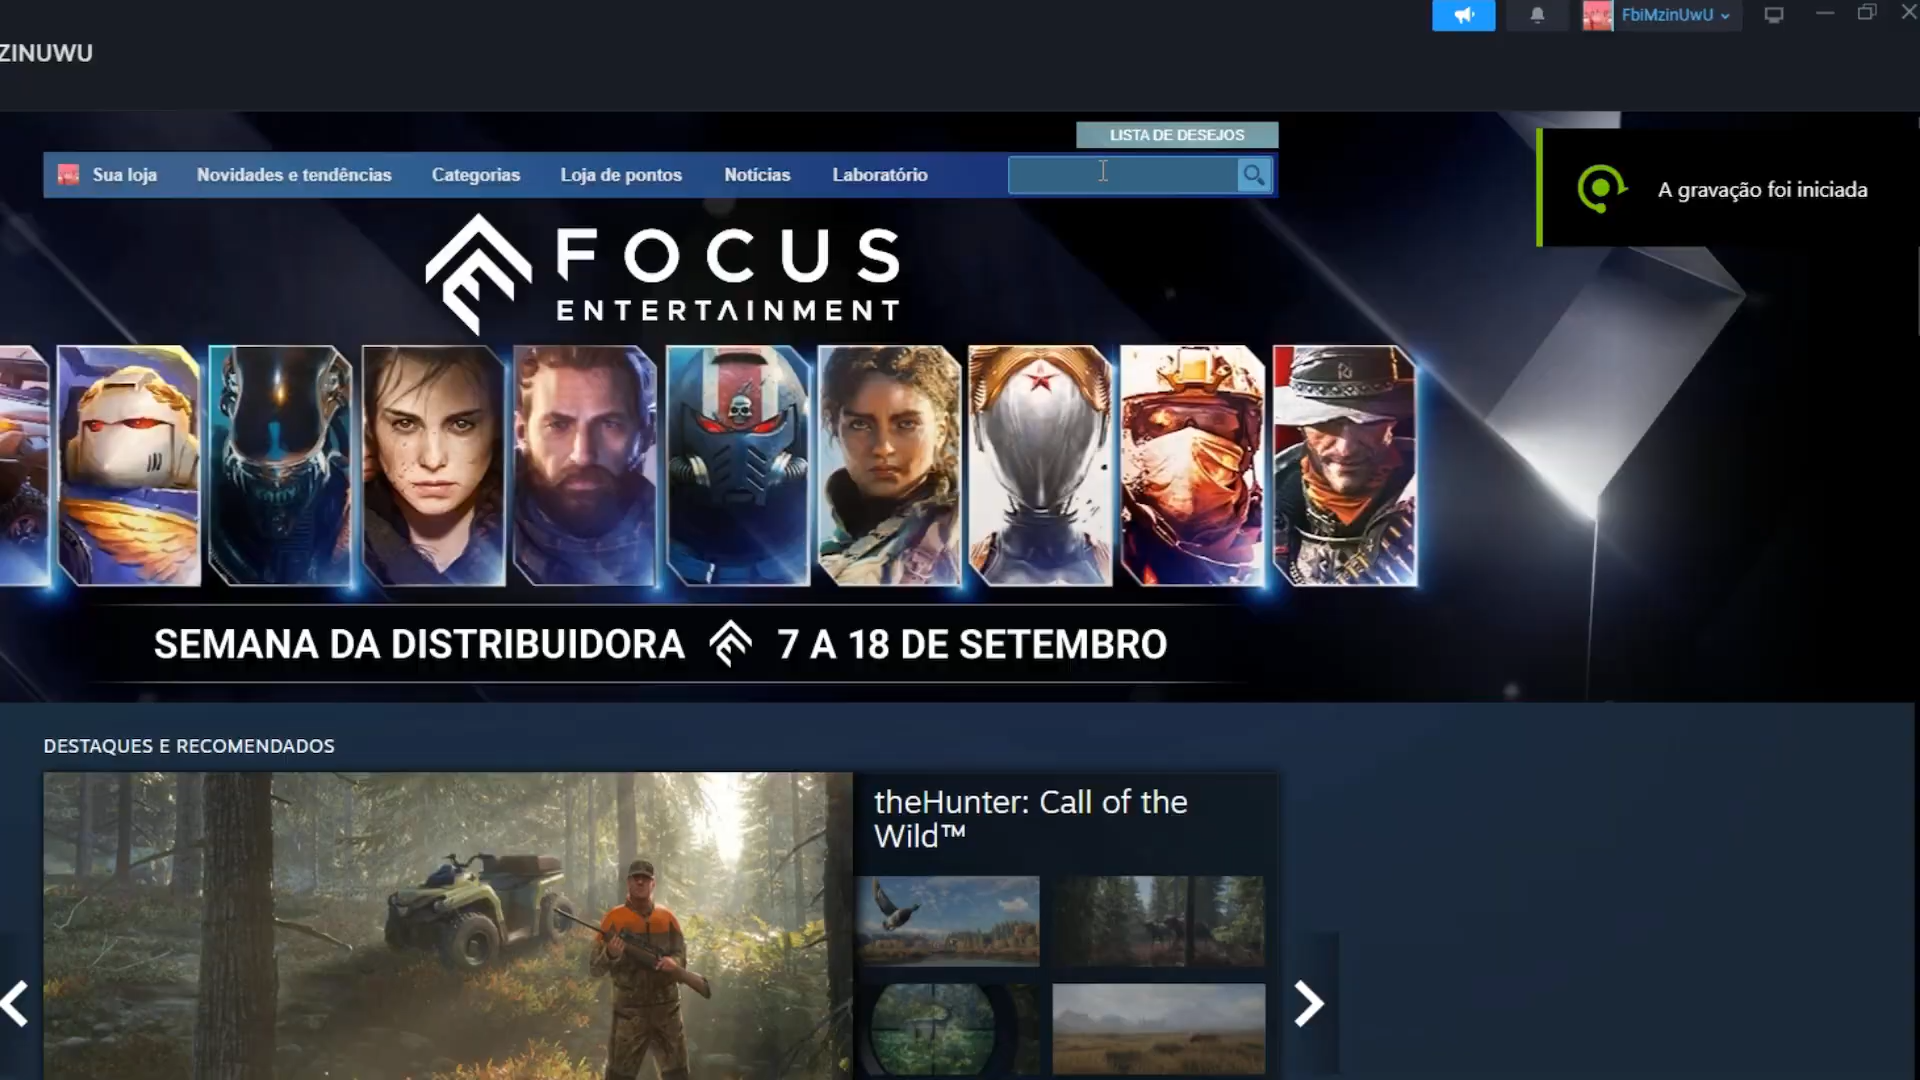 FbiMzinUwU
ZINUWU
LISTA DE DESEJOS
Sua loja
Novidades e tendências
Categorias
Loja de pontos
Notícias
Laboratório
A gravação foi iniciada
FOCUS
ENTERTAINMENT
SEMANA DA DISTRIBUIDORA 7 A 18 DE SETEMBRO
DESTAQUES E RECOMENDADOS
theHunter: Call of the
Wild™